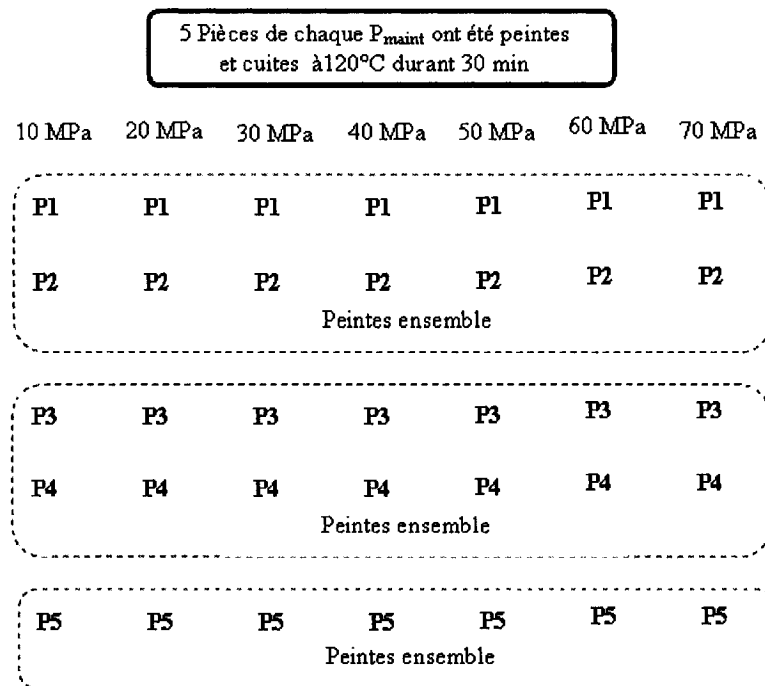 5 Pièces de chaque Pmaint ont été peintes
et cuites à120°C durant 30 min
10 MPa 20 MPa 30 MPa 40 MPa 50 MPa 60 MPa 70 MPa
P1 P1 P1 P1 P1 P1 P1
P2 P2 P2 P2 P2 P2 P2
Peintes ensemble
P3 P3 P3 P3 P3 P3 P3
P4 P4 P4 P4 P4 P4 P4
Peintes ensemble
P5 P5 P5 P5 P5 P5 P5
Peintes ensemble